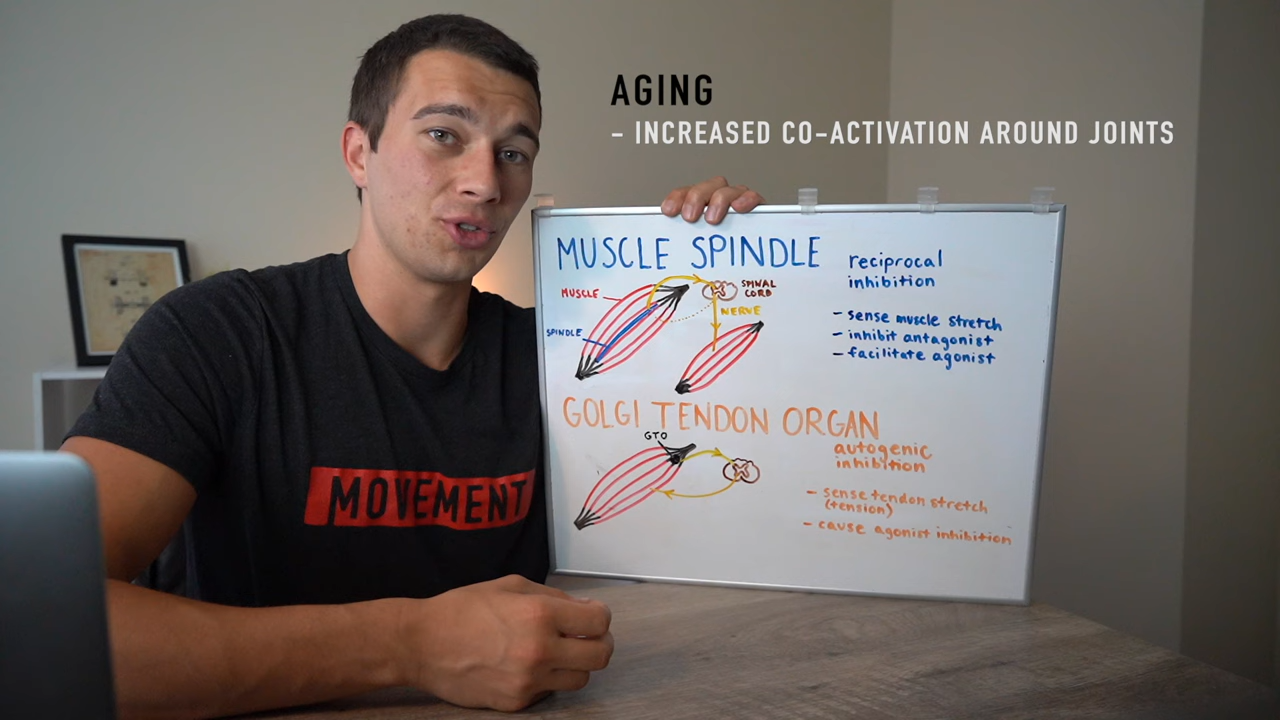 AGING
- INCREASED CO-ACTIVATION AROUND JOINTS
MUSCLE SPINDLE
MUSCLE
SPINAL
CORD
NERVE
SPINDLE
reciprocal
inhibition
- sense muscle stretch
- inhibit antagonist
- facilitate agonist
GOLGI TENDON ORGAN
GTO
autogenic
inhibition
- sense tendon stretch
(tension)
- cause agonist inhibition
MOVEMENT